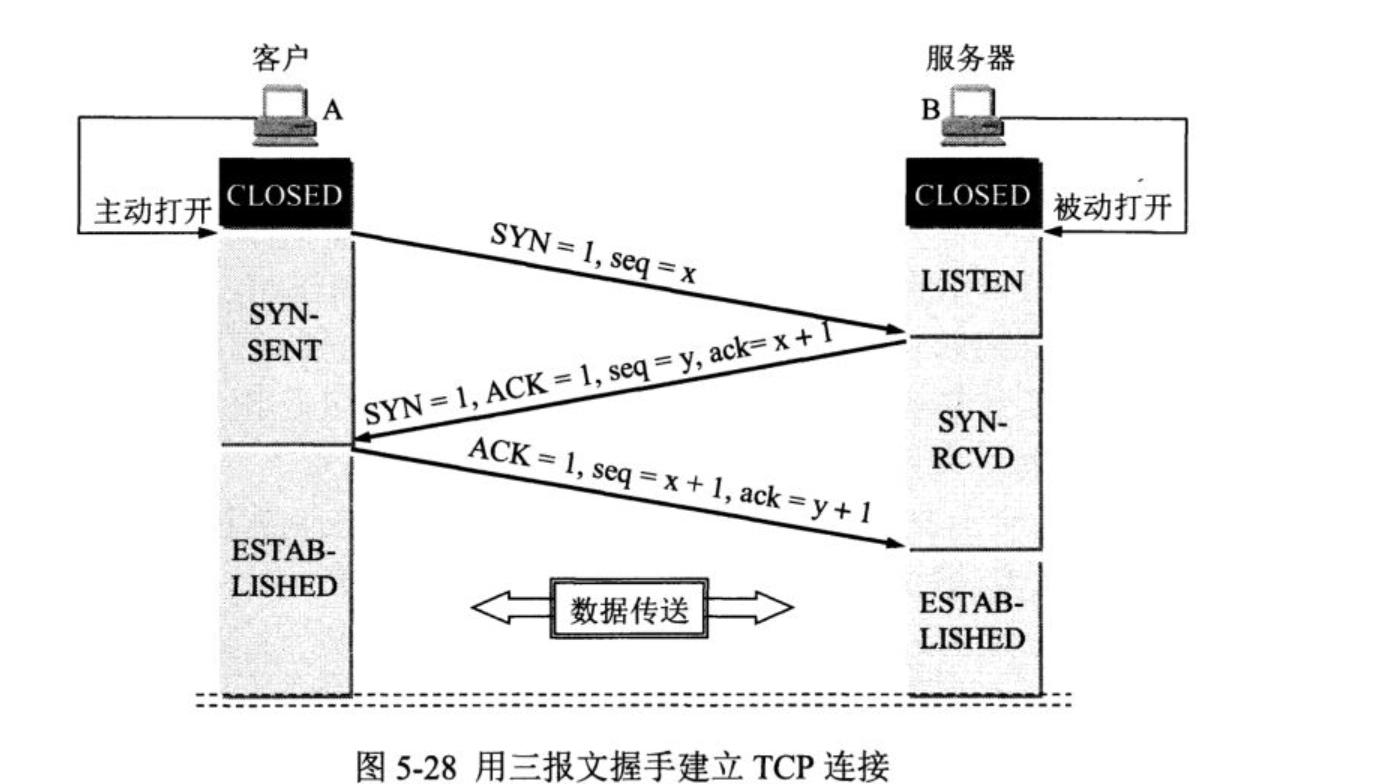 客户
服务器
A
B
CLOSED
CLOSED
主动打开
被动打开
SYN = 1, seq = x
LISTEN
SYN-
SENT
SYN = 1, ACK = 1, seq = y, ack= x + 1
SYN-
RCVD
ACK = 1, seq = x + 1, ack = y + 1
ESTAB-
LISHED
数据传送
ESTAB-
LISHED
图 5-28 用三报文握手建立 TCP 连接